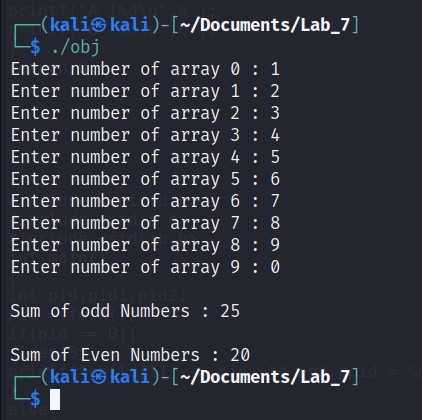 ┌──(kali㉿kali)-[~/Documents/Lab_7]
└─$ ./obj
Enter number of array 0 : 1
Enter number of array 1 : 2
Enter number of array 2 : 3
Enter number of array 3 : 4
Enter number of array 4 : 5
Enter number of array 5 : 6
Enter number of array 6 : 7
Enter number of array 7 : 8
Enter number of array 8 : 9
Enter number of array 9 : 0
Sum of odd Numbers : 25
Sum of Even Numbers : 20
┌──(kali㉿kali)-[~/Documents/Lab_7]
└─$